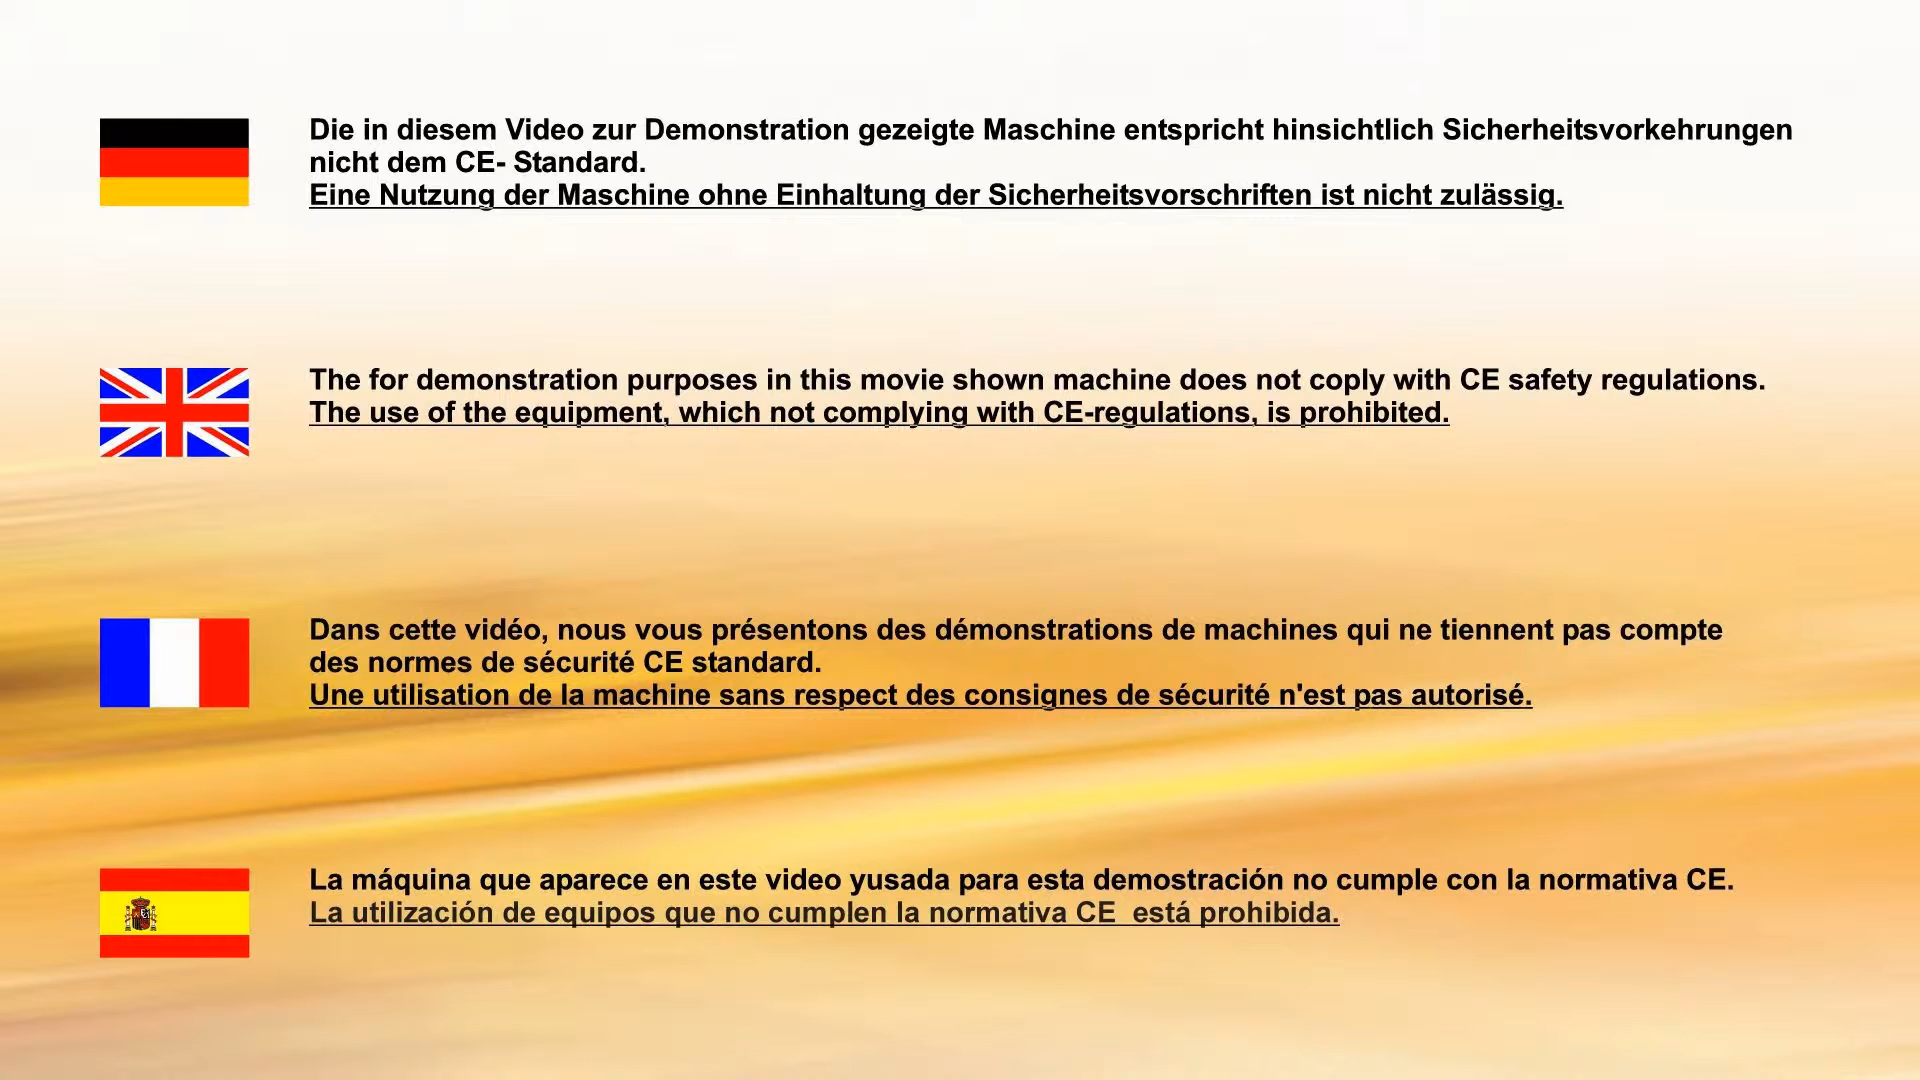 Die in diesem Video zur Demonstration gezeigte Maschine entspricht hinsichtlich Sicherheitsvorkehrungen
nicht dem CE- Standard.
Eine Nutzung der Maschine ohne Einhaltung der Sicherheitsvorschriften ist nicht zulässig.
The for demonstration purposes in this movie shown machine does not coply with CE safety regulations.
The use of the equipment, which not complying with CE-regulations, is prohibited.
Dans cette vidéo, nous vous présentons des démonstrations de machines qui ne tiennent pas compte
des normes de sécurité CE standard.
Une utilisation de la machine sans respect des consignes de sécurité n'est pas autorisé.
La máquina que aparece en este video yusada para esta demostración no cumple con la normativa CE.
La utilización de equipos que no cumplen la normativa CE  está prohibida.